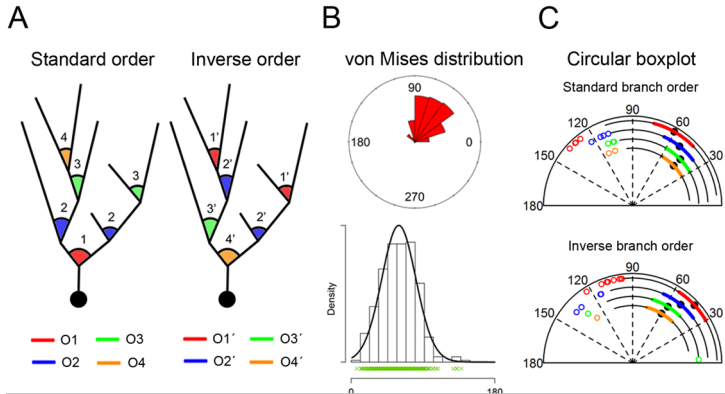 A
B
C
Standard order
Inverse order
von Mises distribution
Circular boxplot
4
3
3
2
2
1
1'
2'
1'
3'
2'
4'
O1
O3
O2
O4
O1´
O3´
O2´
O4´
90
180
0
270
Density
0
180
Standard branch order
90
120
60
150
30
180
Inverse branch order
90
120
60
150
30
180